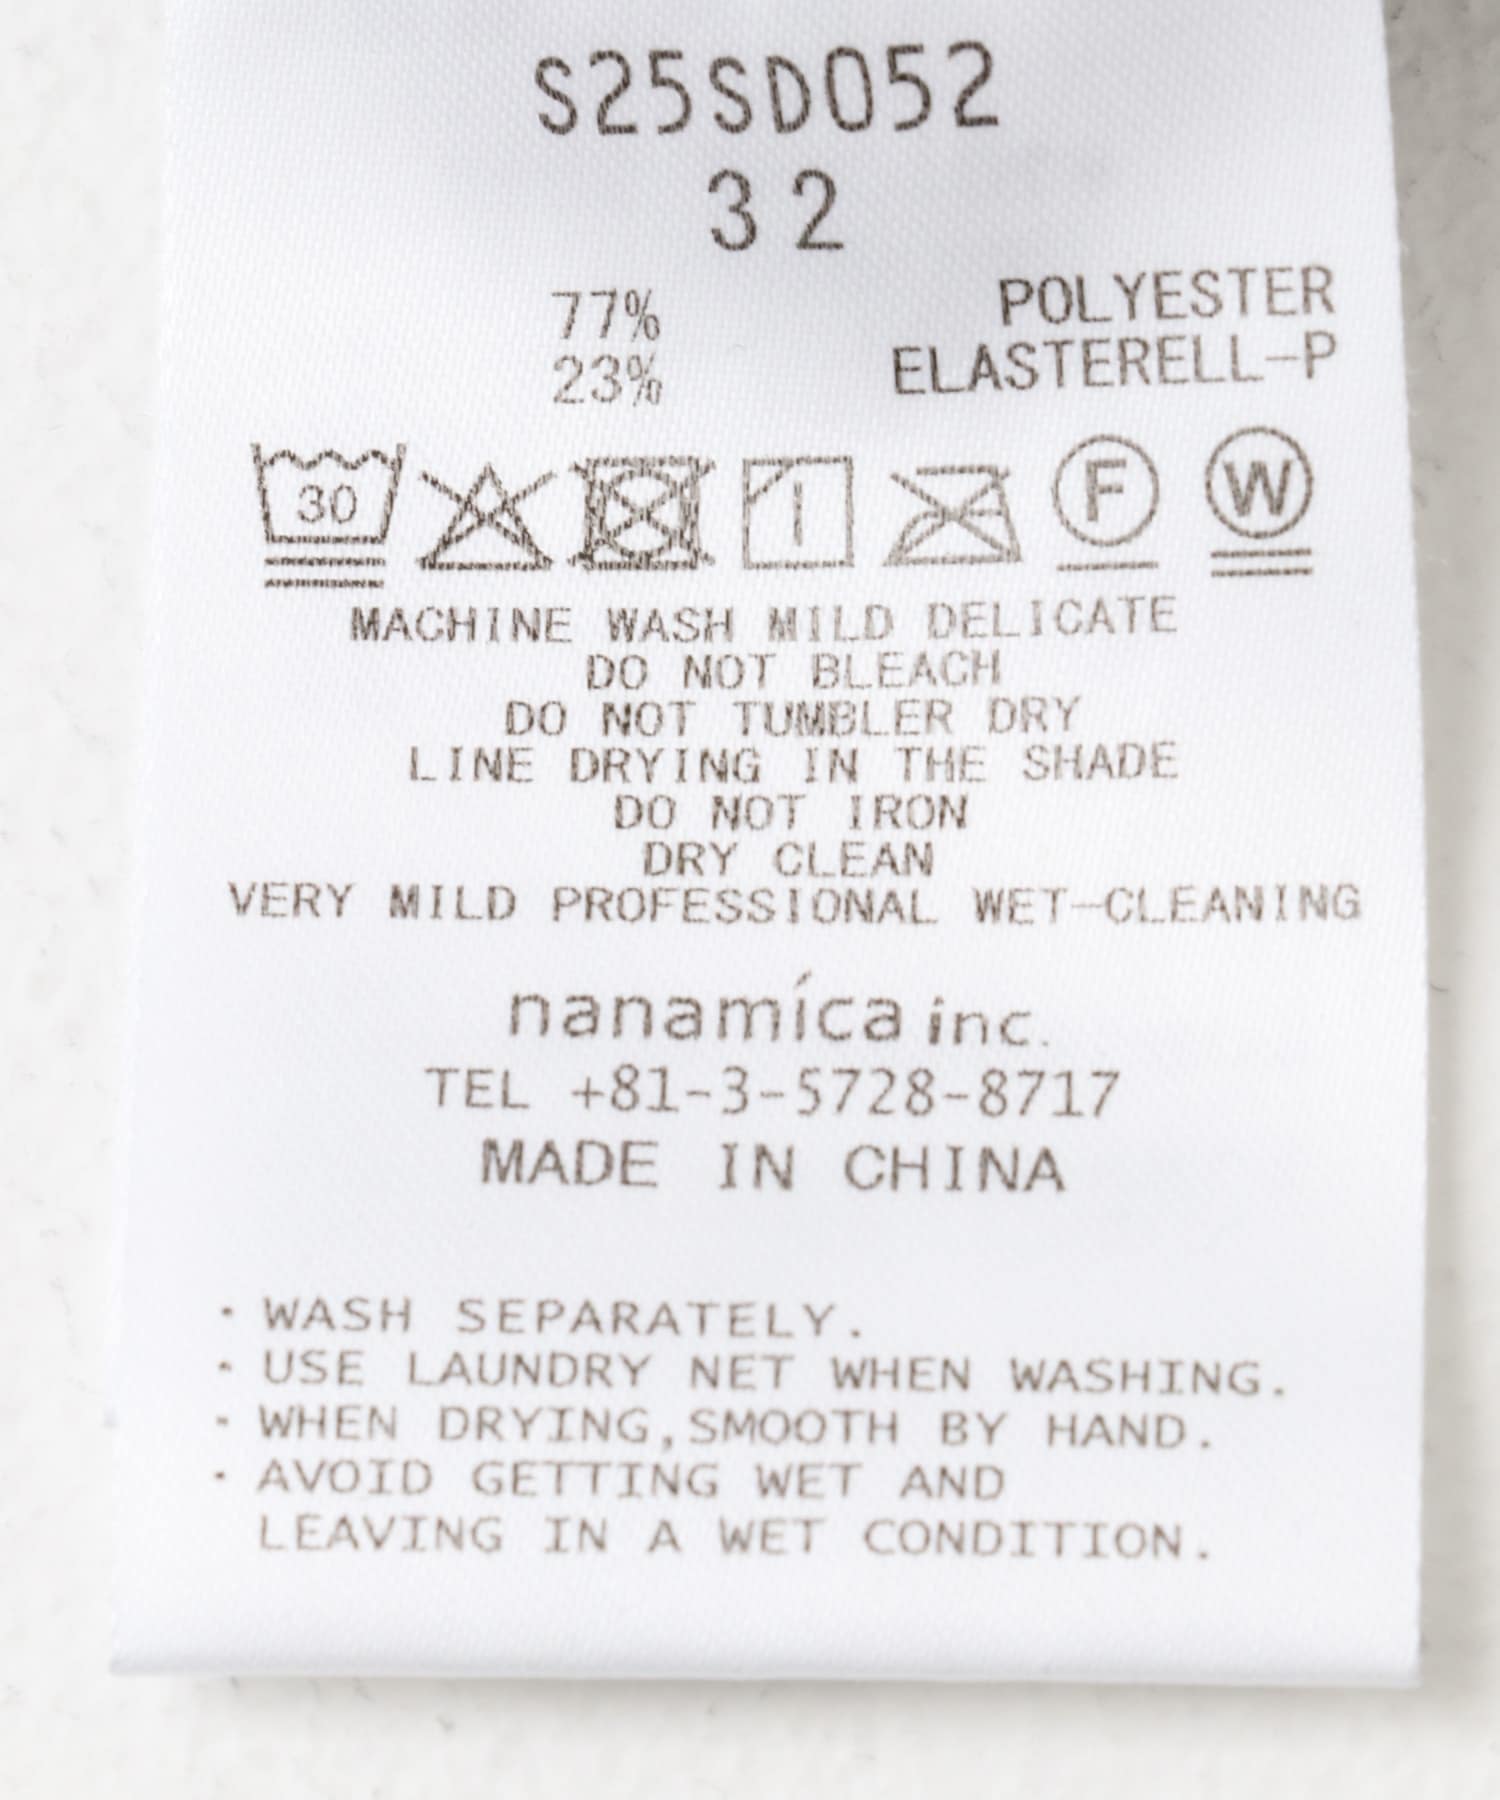 S25SD052
32
77% POLYESTER
23% ELASTERELL-P
30 F W
MACHINE WASH MILD DELICATE
DO NOT BLEACH
DO NOT TUMBLER DRY
LINE DRYING IN THE SHADE
DO NOT IRON
DRY CLEAN
VERY MILD PROFESSIONAL WET-CLEANING
nanamíca inc.
TEL +81-3-5728-8717
MADE IN CHINA
・WASH SEPARATELY.
・USE LAUNDRY NET WHEN WASHING.
・WHEN DRYING,SMOOTH BY HAND.
・AVOID GETTING WET AND
LEAVING IN A WET CONDITION.